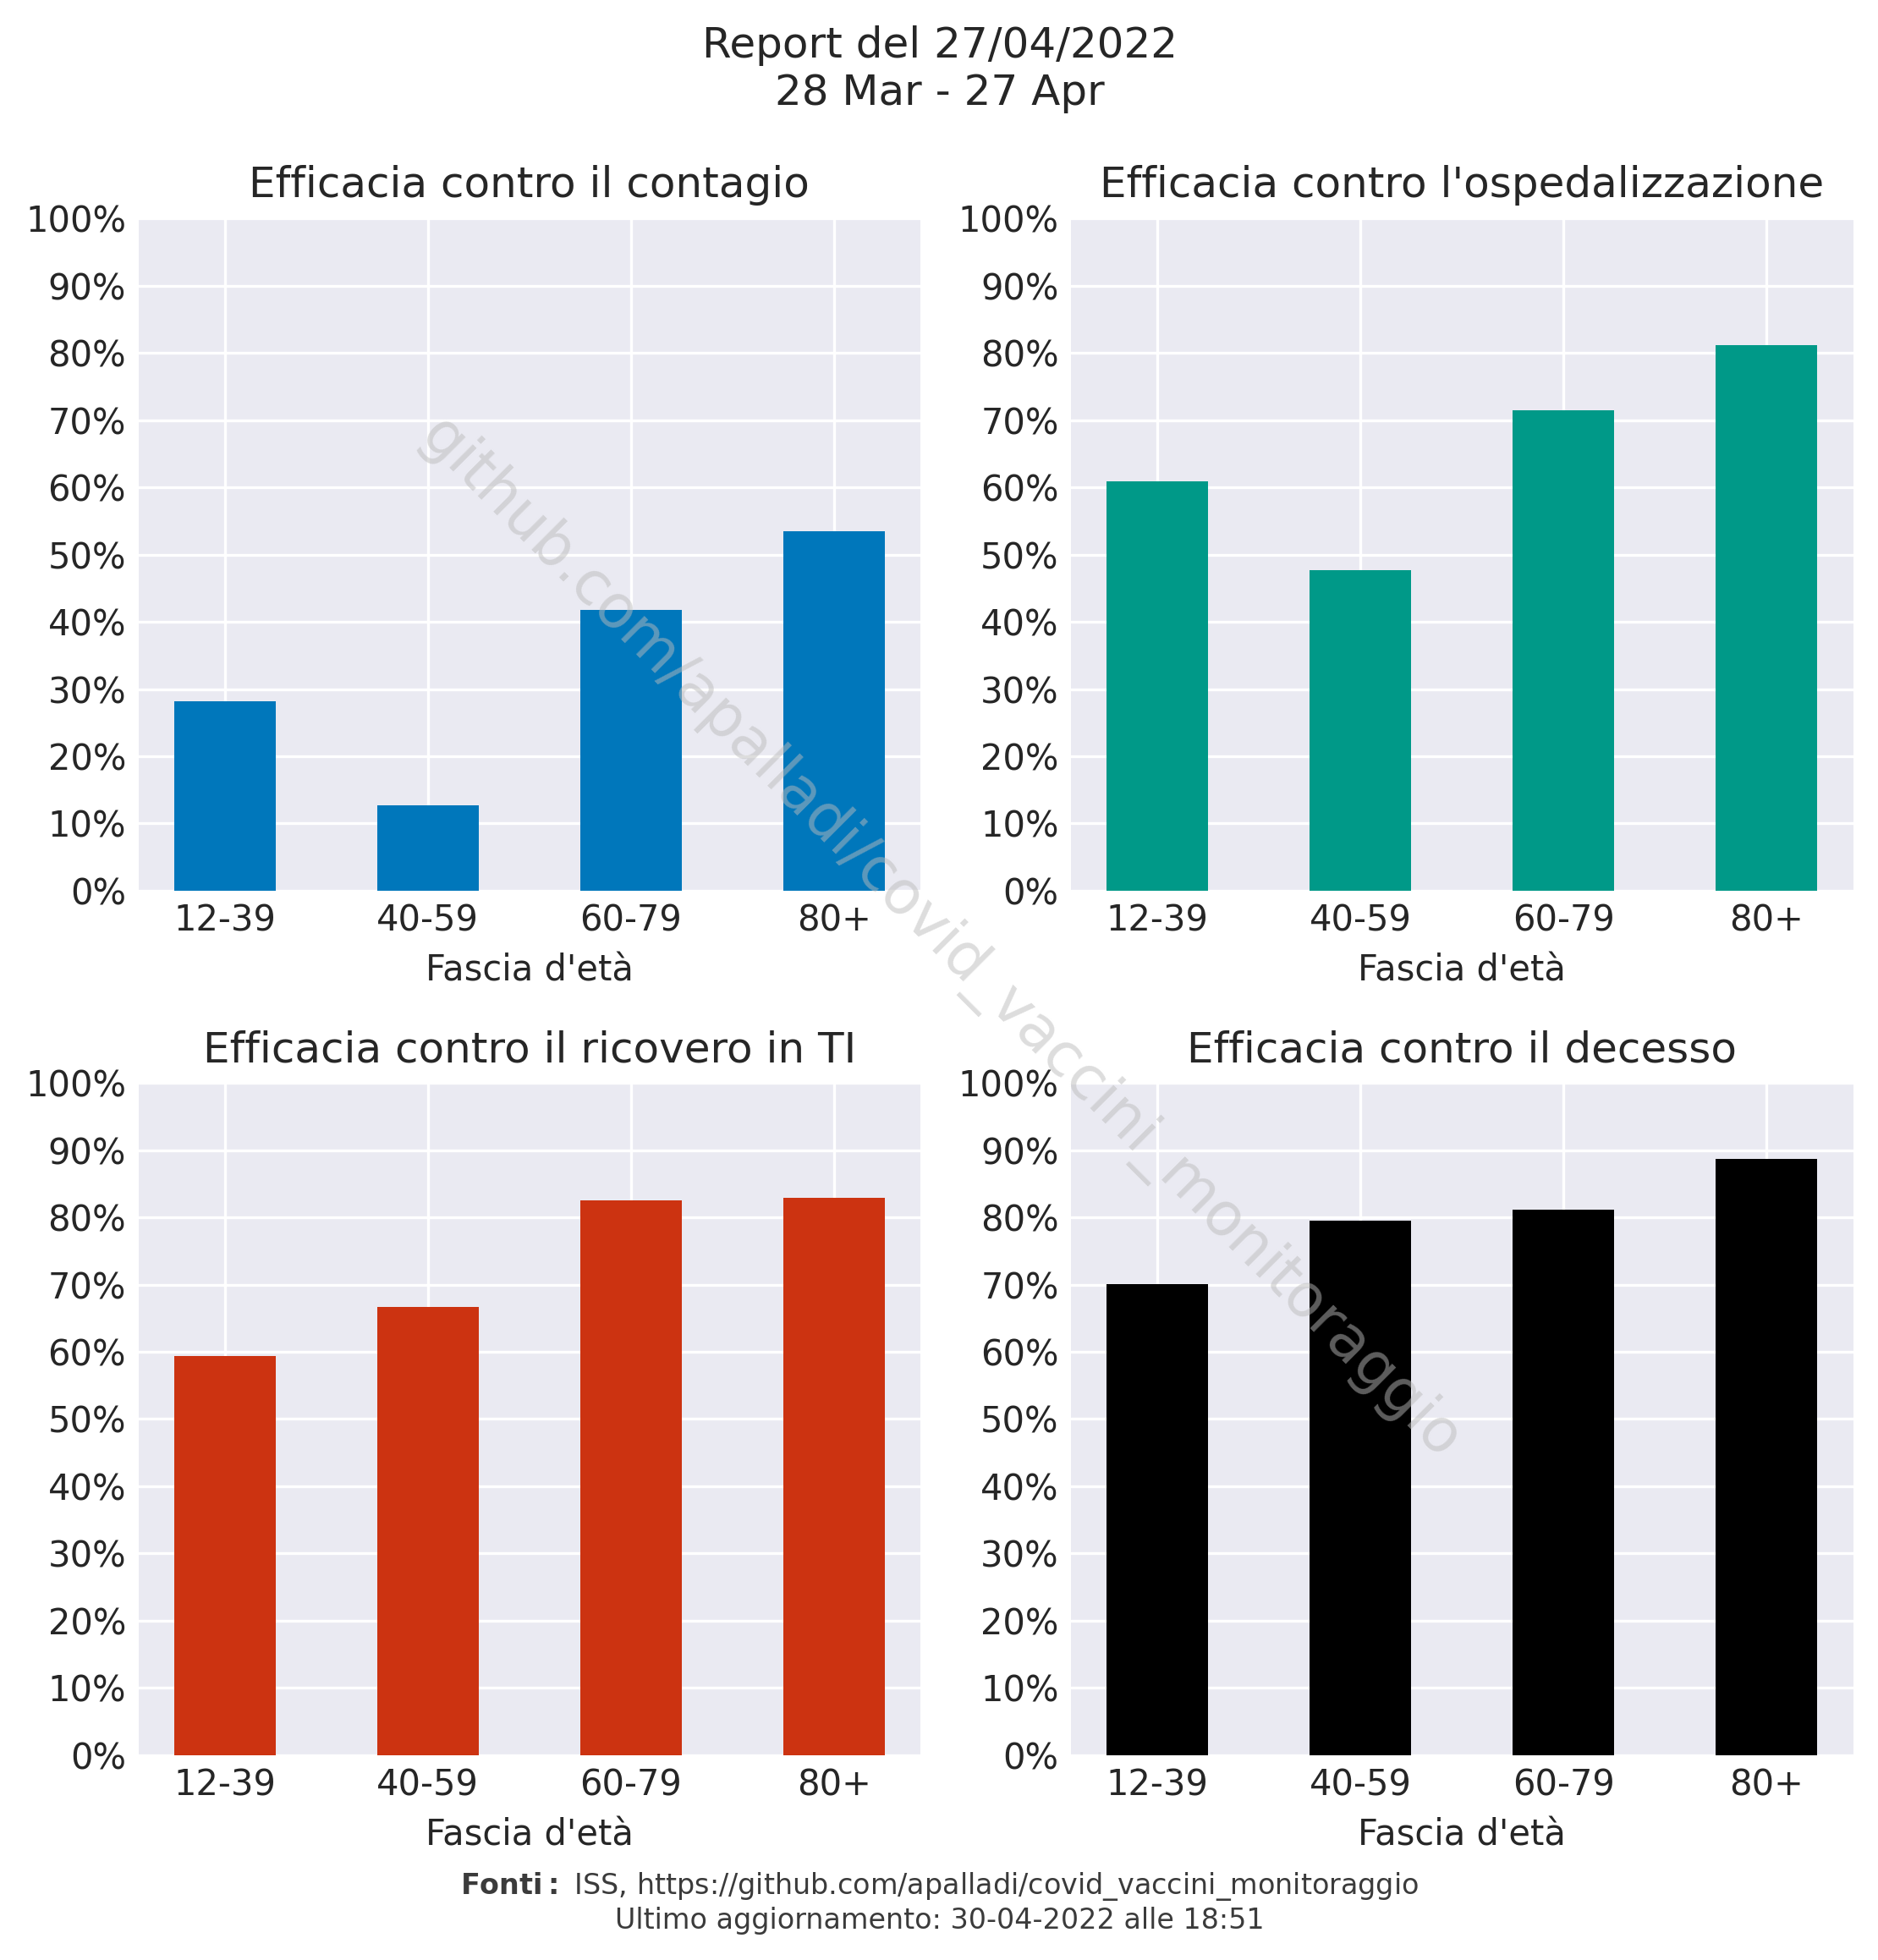 Report del 27/04/2022
28 Mar - 27 Apr
Efficacia contro il contagio
100%
90%
80%
70%
60%
50%
40%
30%
20%
10%
0%
12-39 40-59 60-79 80+
Fascia d'età
Efficacia contro l'ospedalizzazione
100%
90%
80%
70%
60%
50%
40%
30%
20%
10%
0%
12-39 40-59 60-79 80+
Fascia d'età
Efficacia contro il ricovero in TI
100%
90%
80%
70%
60%
50%
40%
30%
20%
10%
0%
12-39 40-59 60-79 80+
Fascia d'età
Efficacia contro il decesso
100%
90%
80%
70%
60%
50%
40%
30%
20%
10%
0%
12-39 40-59 60-79 80+
Fascia d'età
github.com/apalladi/covid_vaccini_monitoraggio
Fonti: ISS, https://github.com/apalladi/covid_vaccini_monitoraggio
Ultimo aggiornamento: 30-04-2022 alle 18:51